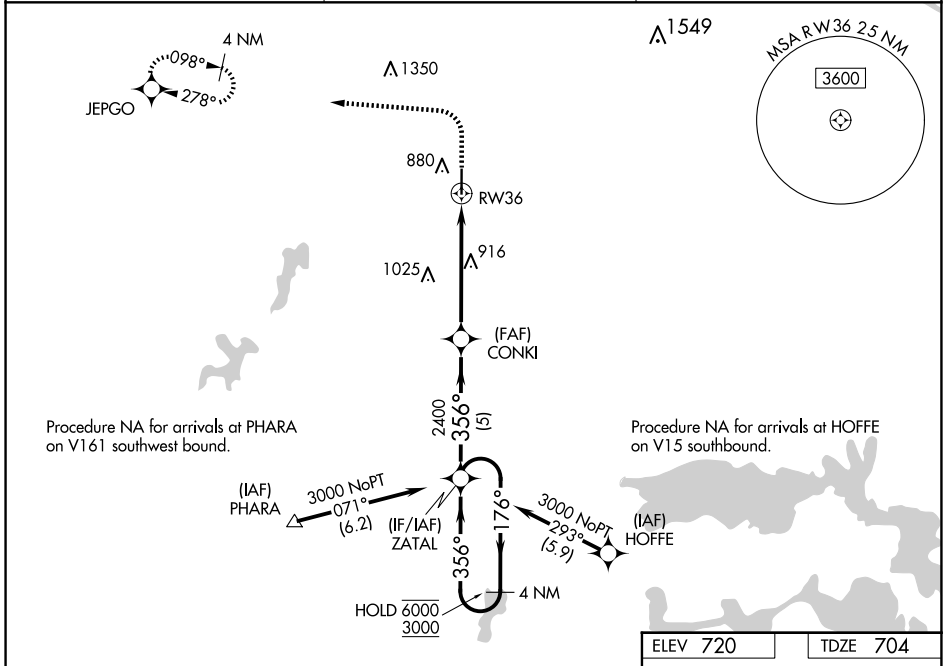 1549
MSA RW36 25 NM
3600
4 NM
098°
278°
JEPGO
1350
880
RW36
1025
916
(FAF)
CONKI
2400
356°
(5)
Procedure NA for arrivals at PHARA
on V161 southwest bound.
Procedure NA for arrivals at HOFFE
on V15 southbound.
(IAF)
PHARA
3000 NoPT
071°
(6.2)
(IF/IAF)
ZATAL
176°
356°
3000 NoPT
293°
(5.9)
(IAF)
HOFFE
4 NM
HOLD 6000
3000
ELEV 720
TDZE 704